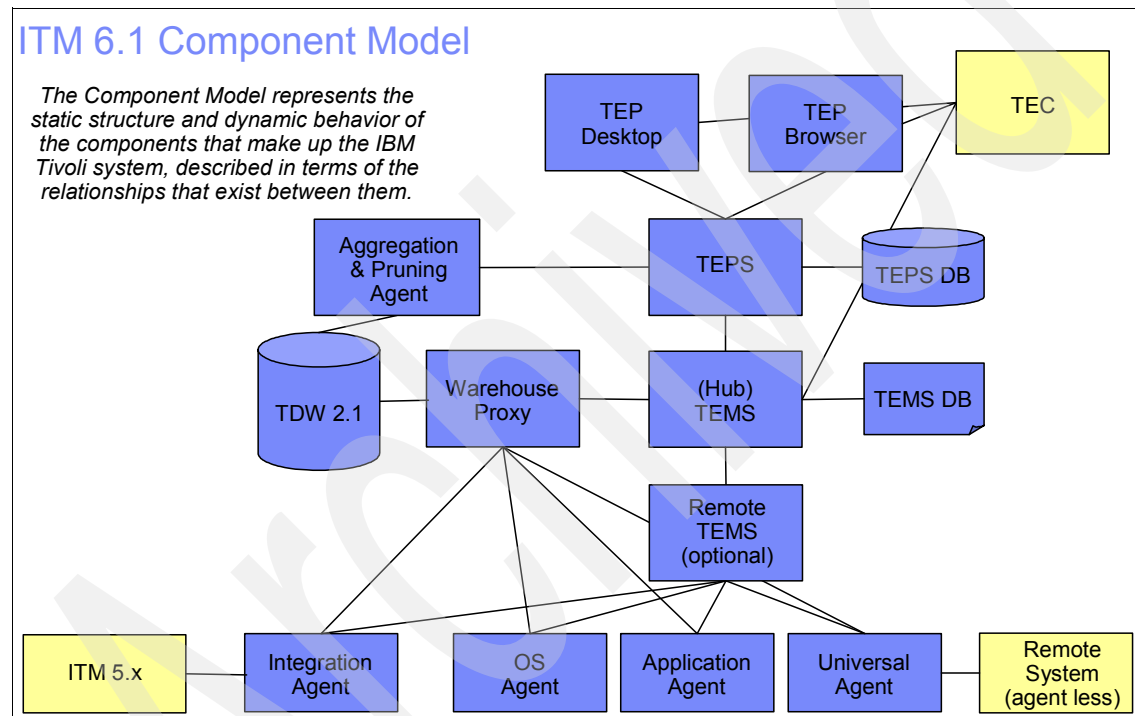 ITM 6.1 Component Model
The Component Model represents the
static structure and dynamic behavior of
the components that make up the IBM
Tivoli system, described in terms of the
relationships that exist between them.
TEP
Desktop
TEP
Browser
TEC
Aggregation
& Pruning
Agent
TEPS
TEPS DB
TDW 2.1
Warehouse
Proxy
(Hub)
TEMS
TEMS DB
Remote
TEMS
(optional)
ITM 5.x
Integration
Agent
OS
Agent
Application
Agent
Universal
Agent
Remote
System
(agent less)
Archived